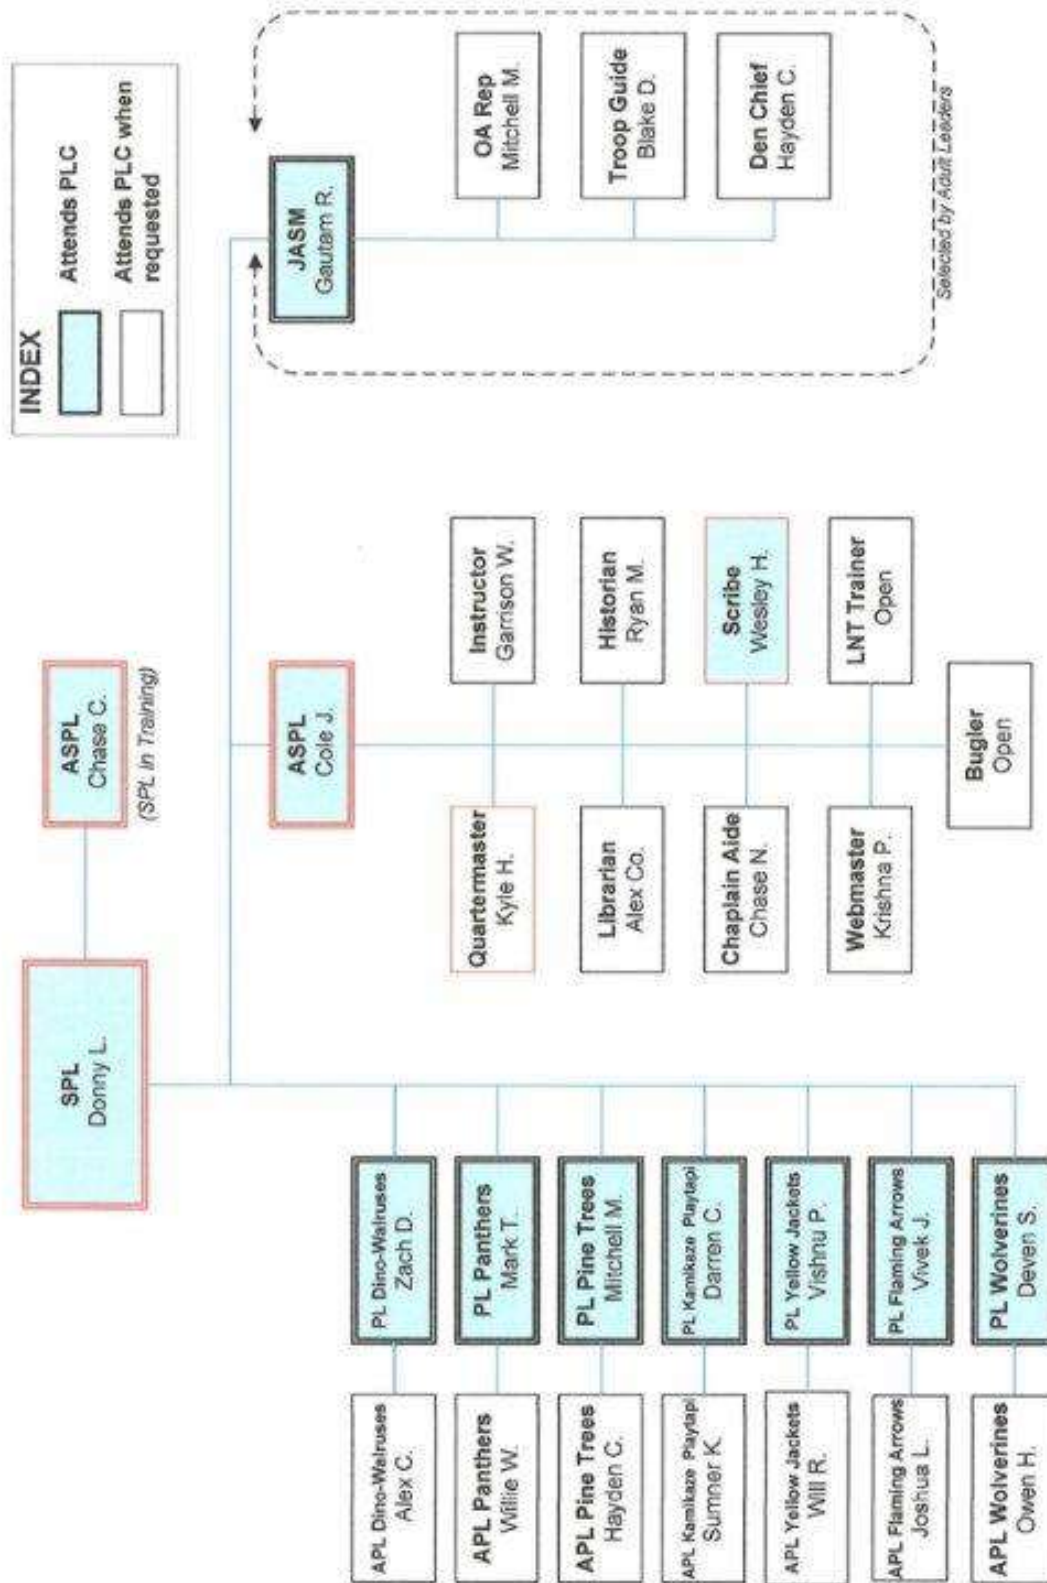 INDEX
Attends PLC
Attends PLC when
requested
SPL
Donny L.
ASPL
Chase C.
(SPL in Training)
ASPL
Cole J.
JASM
Gautam R.
PL Dino-Walruses
Zach D.
APL Dino-Walruses
Alex C.
PL Panthers
Mark T.
APL Panthers
Willie W.
PL Pine Trees
Mitchell M.
APL Pine Trees
Hayden C.
PL Kamikaze Playtapi
Darren C.
APL Kamikaze Playtapi
Sumner K.
PL Yellow Jackets
Vishnu P.
APL Yellow Jackets
Will R.
PL Flaming Arrows
Vivek J.
APL Flaming Arrows
Joshua L.
PL Wolverines
Deven S.
APL Wolverines
Owen H.
Quartermaster
Kyle H.
Instructor
Garrison W.
Librarian
Alex Co.
Historian
Ryan M.
Chaplain Aide
Chase N.
Scribe
Wesley H.
Webmaster
Krishna P.
LNT Trainer
Open
Bugler
Open
OA Rep
Mitchell M.
Troop Guide
Blake D.
Den Chief
Hayden C.
Selected by Adult Leaders